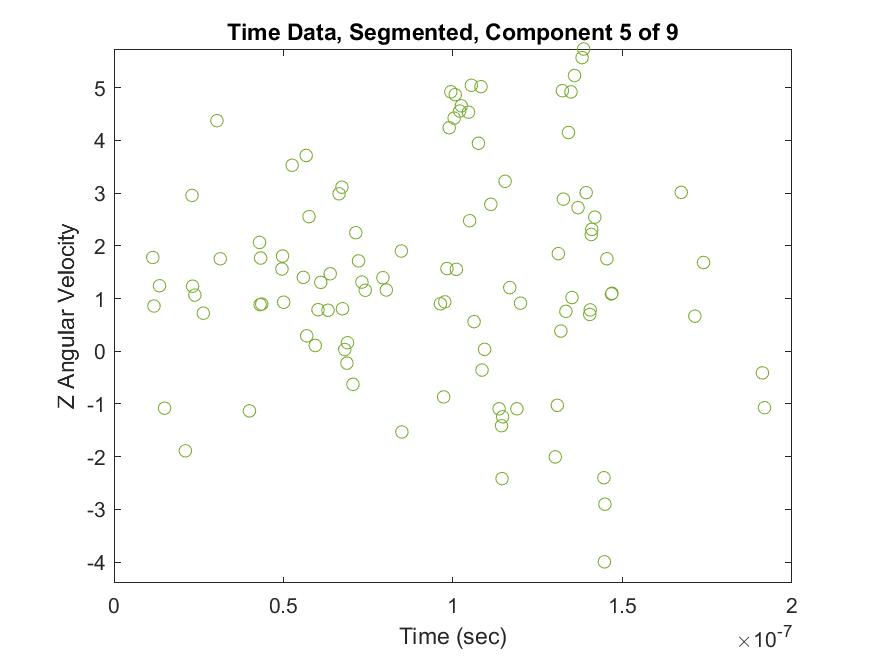 Time Data, Segmented, Component 5 of 9
5
4
3
2
1
0
-1
-2
-3
-4
Z Angular Velocity
0 0.5 1 1.5 2
Time (sec)
×10-7